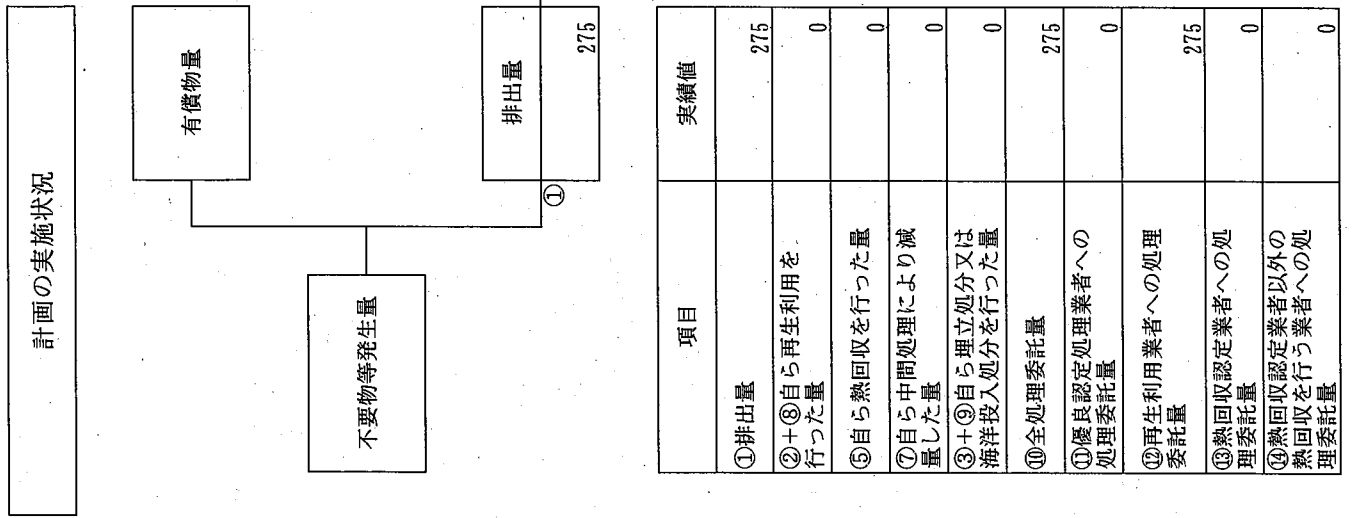 計画の実施状況
不要物等発生量
有償物量
①
排出量
275
項目
実績値
①排出量
275
②+⑧自ら再生利用を
行った量
0
⑤自ら熱回収を行った量
0
⑦自ら中間処理により減
量した量
0
③+⑨自ら埋立処分又は
海洋投入処分を行った量
0
⑩全処理委託量
275
⑪優良認定処理業者への
処理委託量
0
⑫再生利用業者への処理
委託量
275
⑬熱回収認定業者への処
理委託量
0
⑭熱回収認定業者以外の
熱回収を行う業者への処
理委託量
0